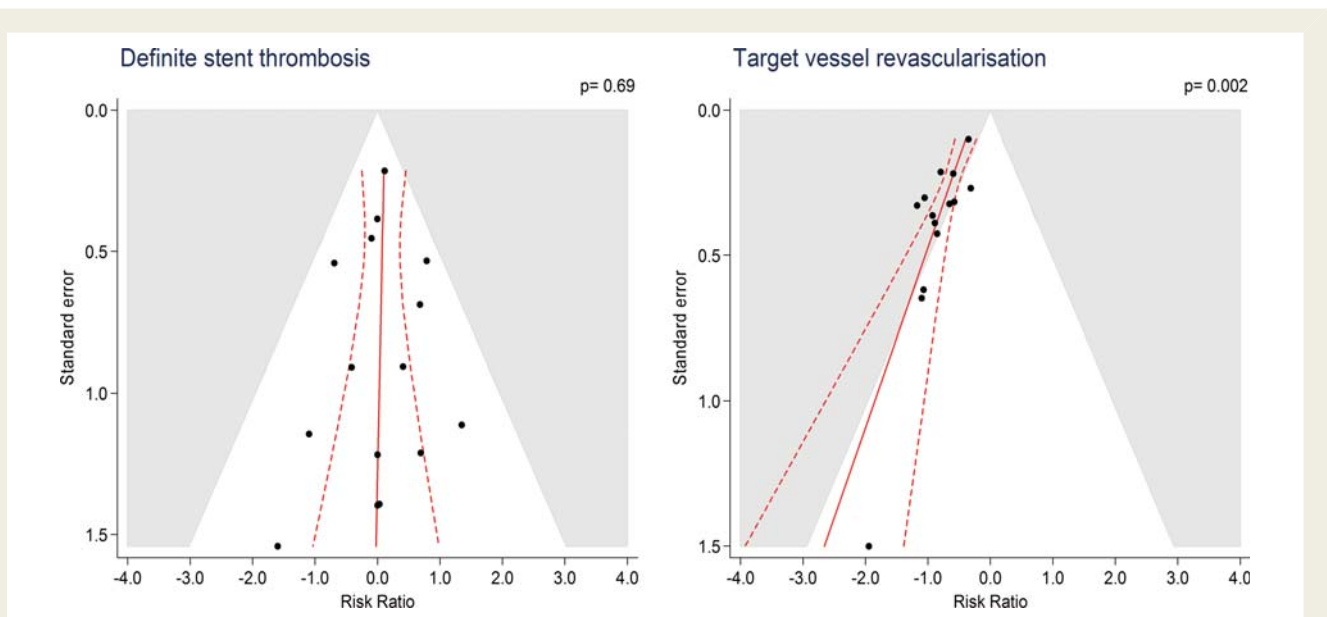 Definite stent thrombosis
p= 0.69
0.0
0.5
1.0
1.5
Standard error
-4.0 -3.0 -2.0 -1.0 0.0 1.0 2.0 3.0 4.0
Risk Ratio
Target vessel revascularisation
p= 0.002
0.0
0.5
1.0
1.5
Standard error
-4.0 -3.0 -2.0 -1.0 0.0 1.0 2.0 3.0 4.0
Risk Ratio